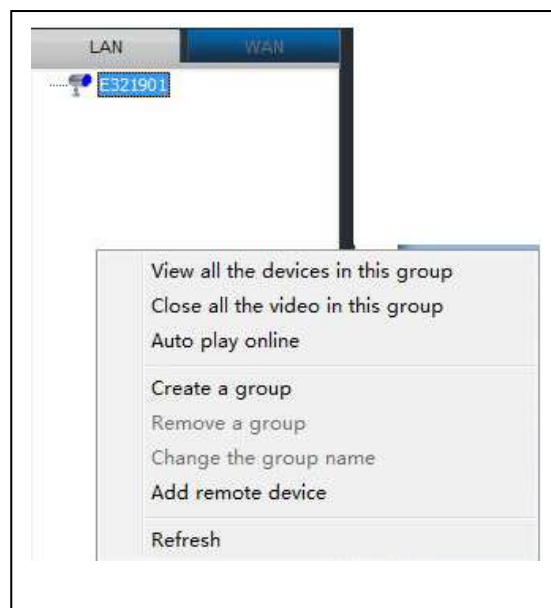 LAN WAN
E321901
View all the devices in this group
Close all the video in this group
Auto play online
Create a group
Remove a group
Change the group name
Add remote device
Refresh